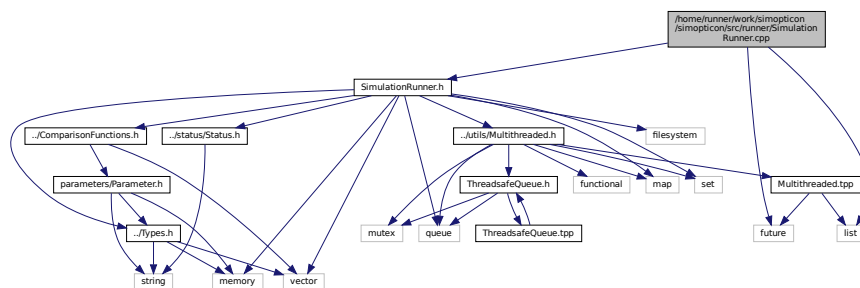 /home/runner/work/simopticon
/simopticon/src/runner/Simulation
Runner.cpp
SimulationRunner.h
../ComparisonFunctions.h
../status/Status.h
../utils/Multithreaded.h
filesystem
parameters/Parameter.h
ThreadsafeQueue.h
functional
map
set
Multithreaded.tpp
../Types.h
mutex
queue
ThreadsafeQueue.tpp
future
list
string
memory
vector